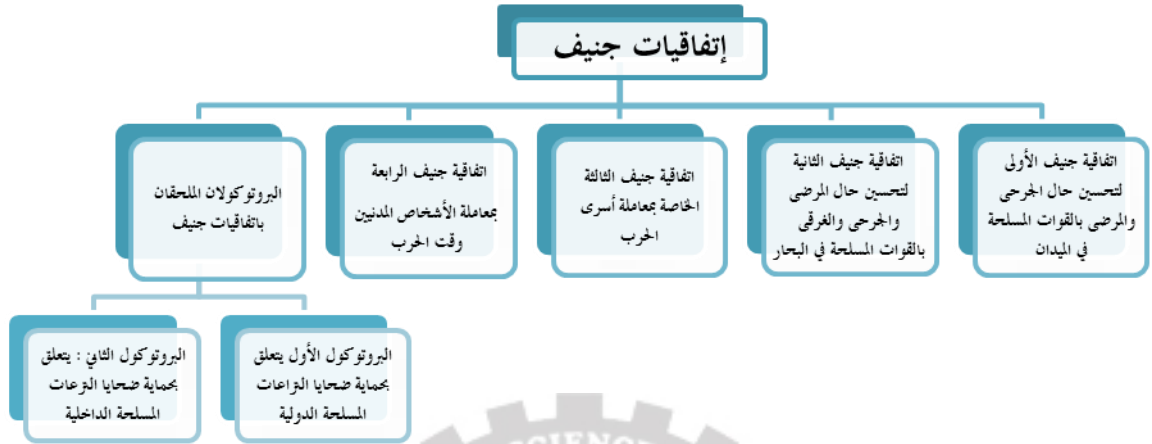 إتفاقيات جنيف
اتفاقية جنيف الأولى
لتحسين حال الجرحى
والمرضى بالقوات المسلحة
في الميدان
اتفاقية جنيف الثانية
لتحسين حال المرضى
والجرحى والغرقى
بالقوات المسلحة في البحار
اتفاقية جنيف الثالثة
الخاصة بمعاملة أسرى
الحرب
اتفاقية جنيف الرابعة
بمعاملة الأشخاص المدنيين
وقت الحرب
البروتوكولان الملحقان
باتفاقيات جنيف
البروتوكول الأول يتعلق
بحماية ضحايا النزاعات
المسلحة الدولية
البروتوكول الثاني : يتعلق
بحماية ضحايا النزعات
المسلحة الداخلية